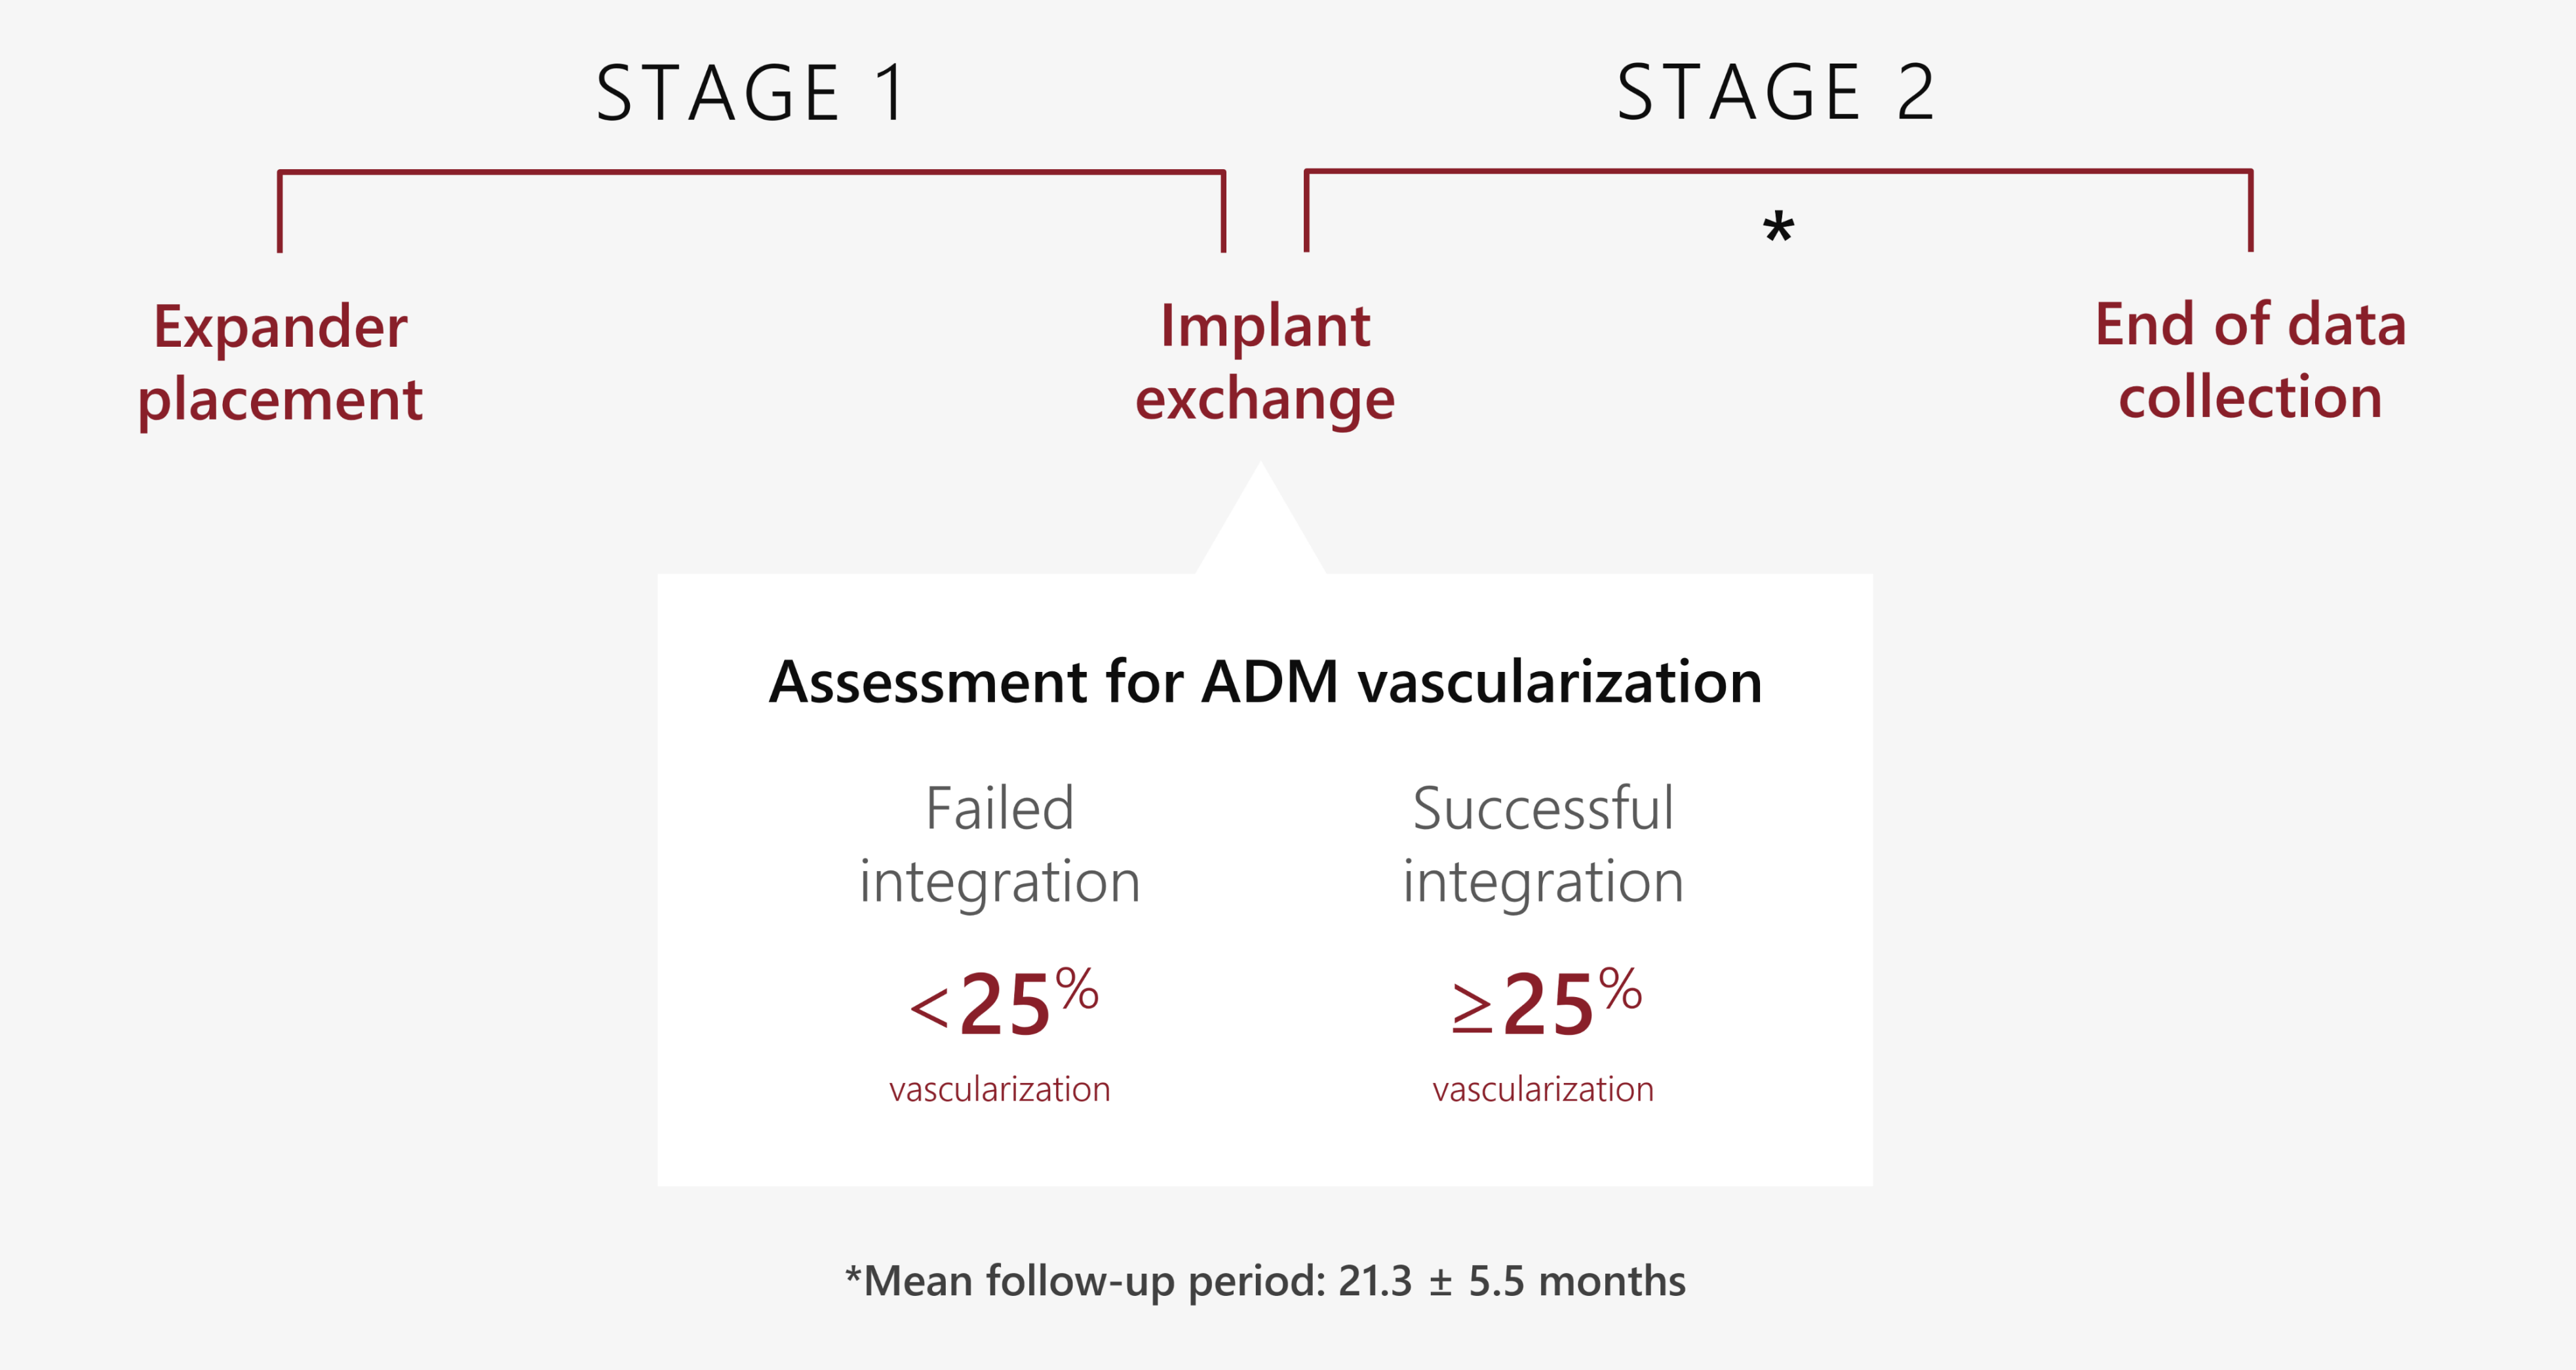 STAGE 1
STAGE 2
*
Expander
placement
Implant
exchange
End of data
collection
Assessment for ADM vascularization
Failed
integration
<25%
vascularization
Successful
integration
≥25%
vascularization
*Mean follow-up period: 21.3 ± 5.5 months